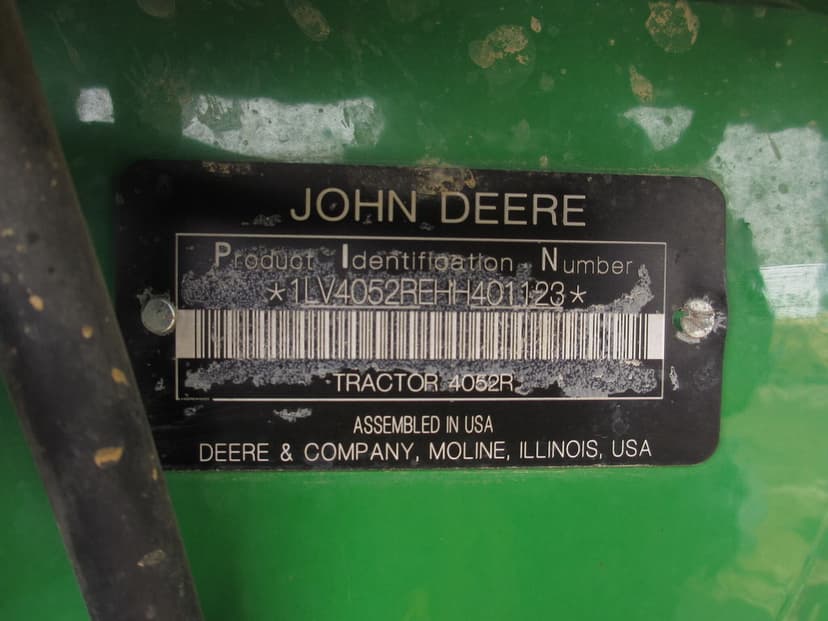 JOHN DEERE
Product Identification Number
*1LV4052REHH401123*
TRACTOR 4052R
ASSEMBLED IN USA
DEERE & COMPANY, MOLINE, ILLINOIS, USA